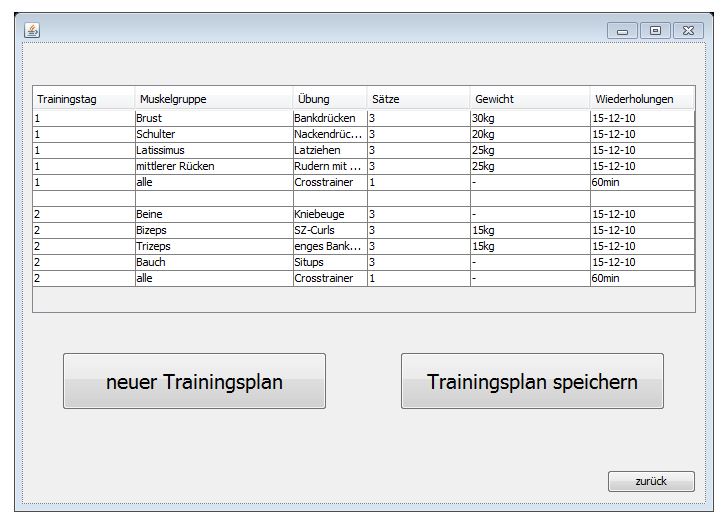 Trainingstag Muskelgruppe Übung Sätze Gewicht Wiederholungen
1 Brust Bankdrücken 3 30kg 15-12-10
1 Schulter Nackendrüc... 3 20kg 15-12-10
1 Latissimus Latziehen 3 25kg 15-12-10
1 mittlerer Rücken Rudern mit ... 3 25kg 15-12-10
1 alle Crosstrainer 1 - 60min
2 Beine Kniebeuge 3 - 15-12-10
2 Bizeps SZ-Curls 3 15kg 15-12-10
2 Trizeps enges Bank... 3 15kg 15-12-10
2 Bauch Situps 3 - 15-12-10
2 alle Crosstrainer 1 - 60min
neuer Trainingsplan Trainingsplan speichern
zurück